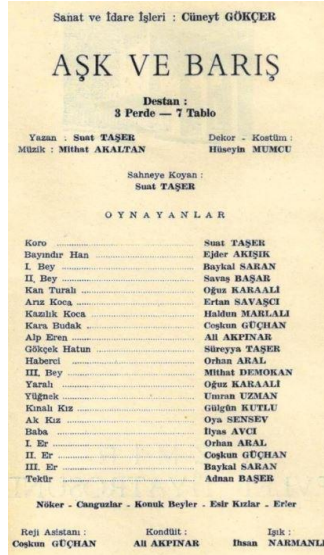 Sanat ve İdare İşleri : Cüneyt GÖKÇER
AŞK VE BARIŞ
Destan :
3 Perde — 7 Tablo
Yazan : Suat TAŞER
Müzik : Mithat AKALTAN
Dekor - Kostüm :
Hüseyin MUMCU
Sahneye Koyan :
Suat TAŞER
OYNAYANLAR
Koro ........ Suat TAŞER
Bayındır Han ........ Ejder AKIŞIK
I. Bey ........ Baykal SARAN
II. Bey ........ Savaş BAŞAR
Kan Turalı ........ Oğuz KARAALİ
Arız Koca ........ Ertan SAVAŞCI
Kazılık Koca ........ Haldun MARLALI
Kara Budak ........ Coşkun GÜÇHAN
Alp Eren ........ Ali AKPINAR
Gökçek Hatun ........ Süreyya TAŞER
Haberci ........ Orhan ARAL
III. Bey ........ Mithat DEMOKAN
Yaralı ........ Oğuz KARAALİ
Yüğnek ........ Umran UZMAN
Kınalı Kız ........ Gülgün KUTLU
Ak Kız ........ Oya SENSEV
Baba ........ İlyas AVCI
I. Er ........ Orhan ARAL
II. Er ........ Coşkun GÜÇHAN
III. Er ........ Baykal SARAN
Tekür ........ Adnan BAŞER
Nöker - Canguzlar - Konuk Beyler - Esir Kızlar - Erler
Reji Asistanı :
Coşkun GÜÇHAN
Kondüit :
Ali AKPINAR
Işık :
İhsan NARMANLI